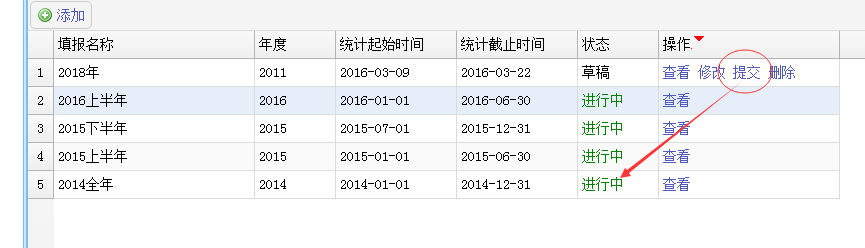 添加
填报名称 年度 统计起始时间 统计截止时间 状态 操作
1 2018年 2011 2016-03-09 2016-03-22 草稿 查看 修改 提交 删除
2 2016上半年 2016 2016-01-01 2016-06-30 进行中 查看
3 2015下半年 2015 2015-07-01 2015-12-31 进行中 查看
4 2015上半年 2015 2015-01-01 2015-06-30 进行中 查看
5 2014全年 2014 2014-01-01 2014-12-31 进行中 查看